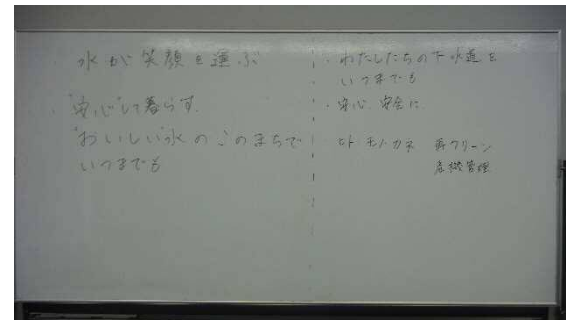 水が笑顔を運ぶ
"安心"して暮らす
"おいしい"水のこのまちで
いつまでも
・わたしたちの下水道を
いつまでも
・安心、安全に
ヒト モノ カネ 再クリーン
危機管理